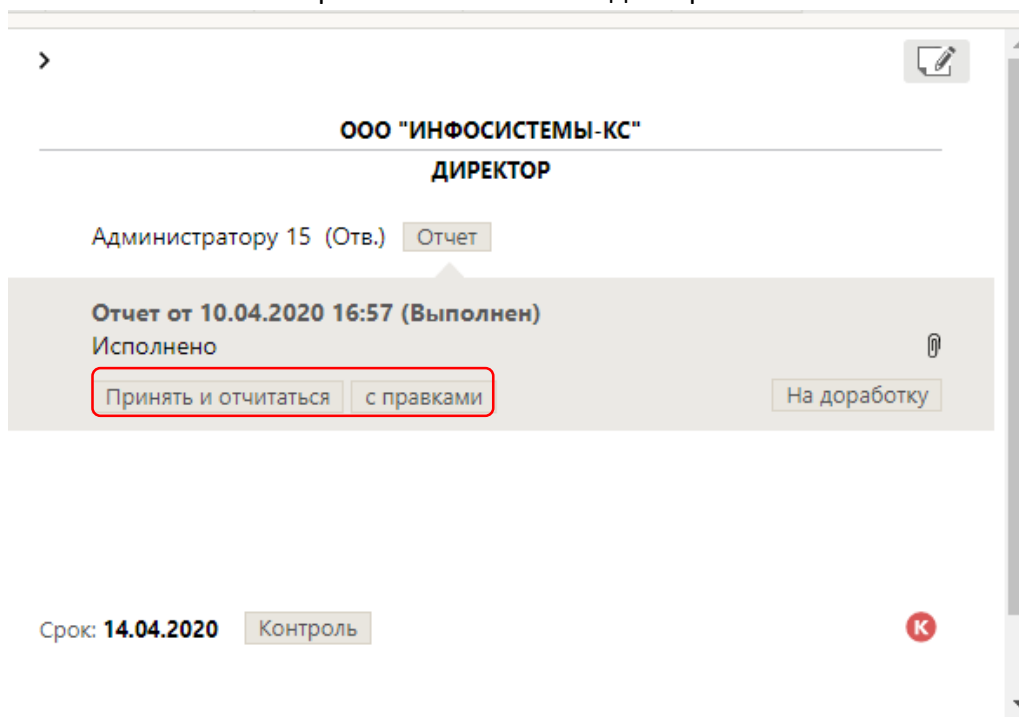 ООО "ИНФОСИСТЕМЫ-КС"
ДИРЕКТОР
Администратору 15 (Отв.) Отчет
Отчет от 10.04.2020 16:57 (Выполнен)
Исполнено
Принять и отчитаться с правками На доработку
Срок: 14.04.2020 Контроль К